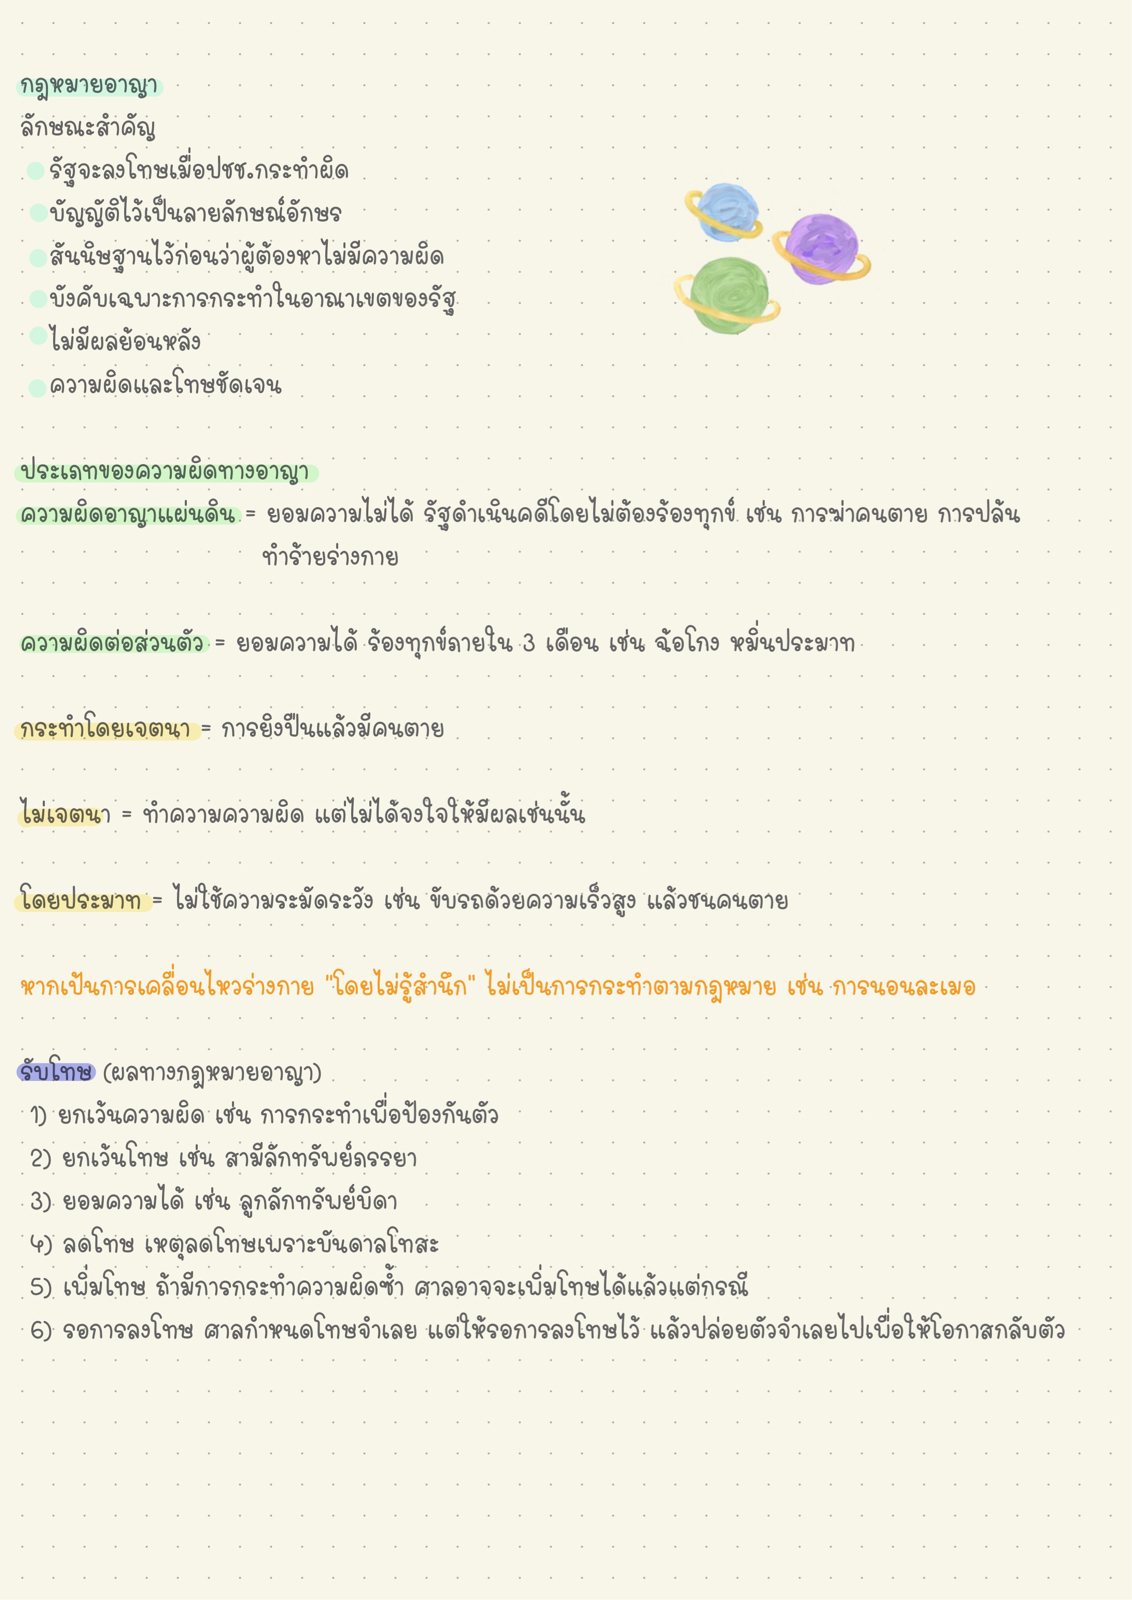 กฎหมายอาญา
ลักษณะสำคัญ
รัฐจะลงโทษเมื่อปชช.กระทำผิด
บัญญัติไว้เป็นลายลักษณ์อักษร
สันนิษฐานไว้ก่อนว่าผู้ต้องหาไม่มีความผิด
บังคับเฉพาะการกระทำในอาณาเขตของรัฐ
ไม่มีผลย้อนหลัง
ความผิดและโทษชัดเจน
ประเภทของความผิดทางอาญา
ความผิดอาญาแผ่นดิน = ยอมความไม่ได้ รัฐดำเนินคดีโดยไม่ต้องร้องทุกข์ เช่น การฆ่าคนตาย การปล้น
ทำร้ายร่างกาย
ความผิดต่อส่วนตัว = ยอมความได้ ร้องทุกข์ภายใน 3 เดือน เช่น ฉ้อโกง หมิ่นประมาท
กระทำโดยเจตนา = การยิงปืนแล้วมีคนตาย
ไม่เจตนา = ทำความความผิด แต่ไม่ได้จงใจให้มีผลเช่นนั้น
โดยประมาท = ไม่ใช้ความระมัดระวัง เช่น ขับรถด้วยความเร็วสูง แล้วชนคนตาย
หากเป็นการเคลื่อนไหวร่างกาย "โดยไม่รู้สำนึก" ไม่เป็นการกระทำตามกฎหมาย เช่น การนอนละเมอ
รับโทษ (ผลทางกฎหมายอาญา)
1) ยกเว้นความผิด เช่น การกระทำเพื่อป้องกันตัว
2) ยกเว้นโทษ เช่น สามีลักทรัพย์ภรรยา
3) ยอมความได้ เช่น ลูกลักทรัพย์บิดา
4) ลดโทษ เหตุลดโทษเพราะบันดาลโทสะ
5) เพิ่มโทษ ถ้ามีการกระทำความผิดซ้ำ ศาลอาจจะเพิ่มโทษได้แล้วแต่กรณี
6) รอการลงโทษ ศาลกำหนดโทษจำเลย แต่ให้รอการลงโทษไว้ แล้วปล่อยตัวจำเลยไปเพื่อให้โอกาสกลับตัว